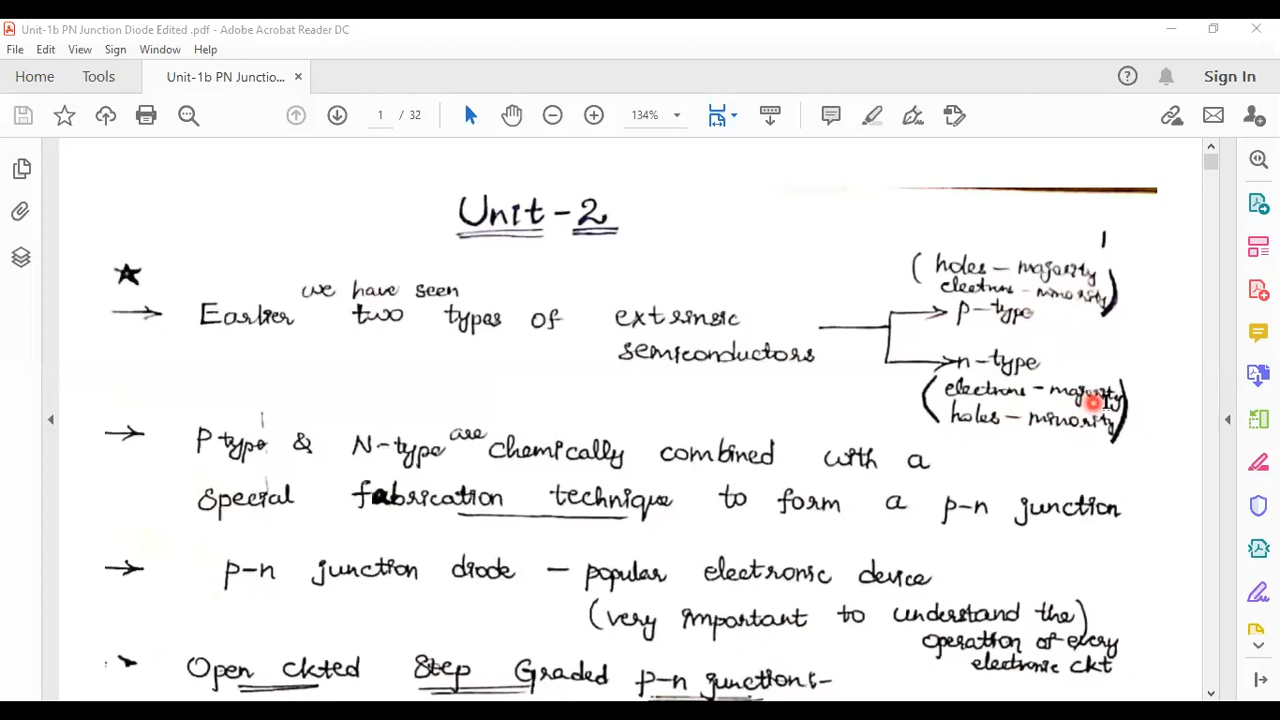 Unit-1b PN Junction Diode Edited .pdf - Adobe Acrobat Reader DC
File Edit View Sign Window Help
Home Tools Unit-1b PN Junctio... × Sign In
1 / 32 134%
Unit-2
(holes - majority
electrons - minority)
we have seen
→ Earlier two types of extrinsic → p-type
semiconductors → n-type
(electrons - majority
holes - minority)
→ P type & N-type are chemically combined with a
special fabrication technique to form a p-n junction
→ p-n junction diode - popular electronic device
(very important to understand the)
operation of every
electronic ckt
Open ckted Step Graded p-n junctions-